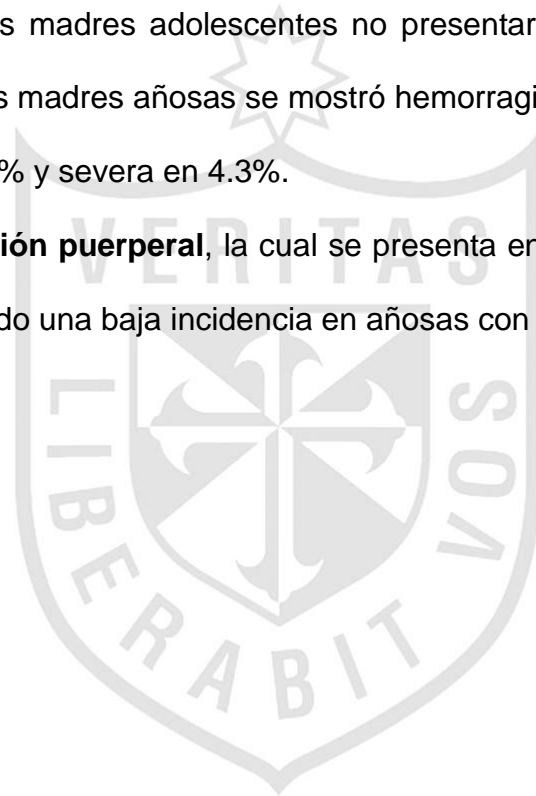 s madres adolescentes no presentar
s madres añosas se mostró hemorragi
% y severa en 4.3%.
ión puerperal, la cual se presenta en
do una baja incidencia en añosas con
VERITAS
LIBERABIT
VOS